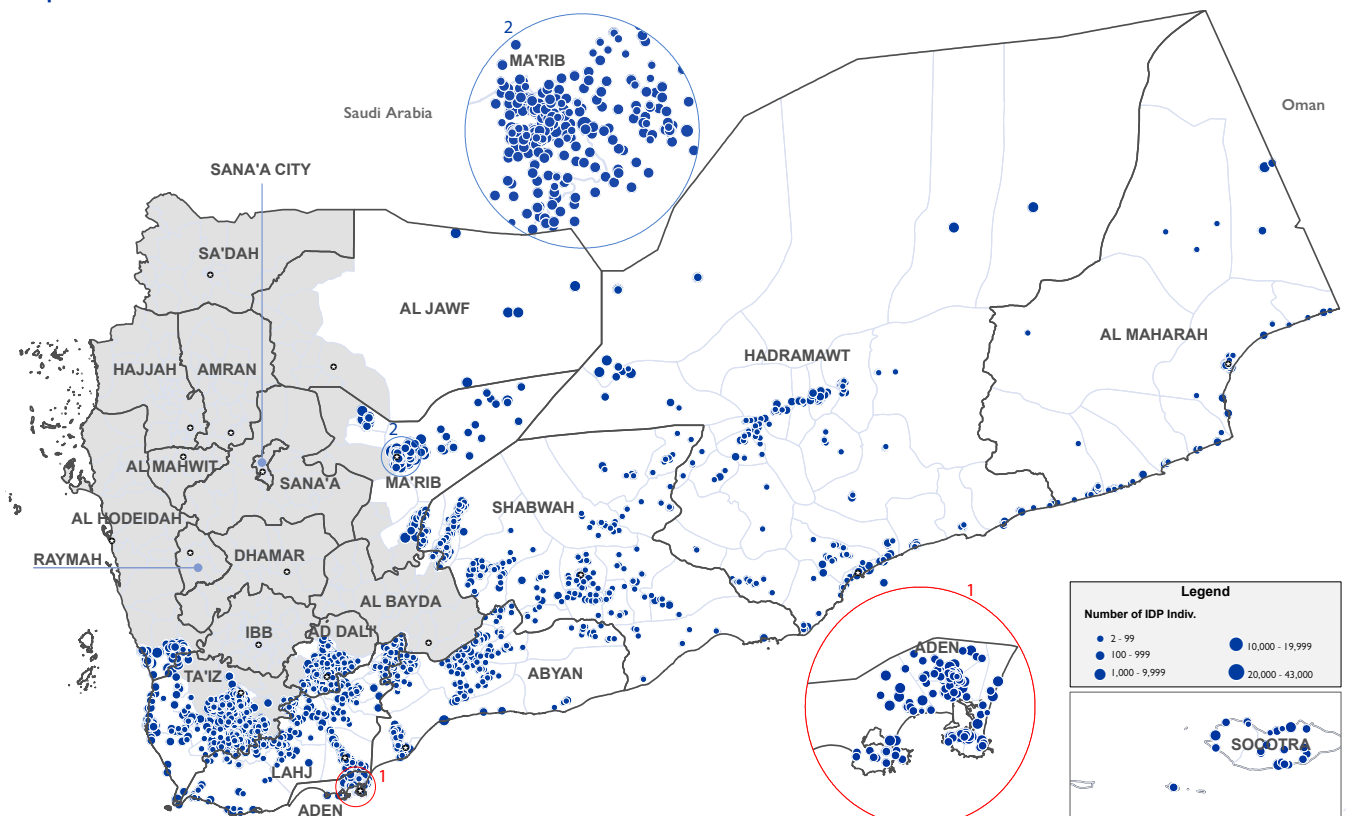 2
MA'RIB
Saudi Arabia
Oman
SANA'A CITY
SA'DAH
AL JAWF
HAJJAH
AMRAN
HADRAMAWT
AL MAHARAH
2
AL MAHWIT
SANA'A
MA'RIB
SHABWAH
AL HODEIDAH
RAYMAH
DHAMAR
AL BAYDA
IBB
AD DALI'
TA'IZ
ABYAN
LAHJ
1
ADEN
1
ADEN
Legend
Number of IDP Indiv.
2 - 99
100 - 999
1,000 - 9,999
10,000 - 19,999
20,000 - 43,000
SOCOTRA